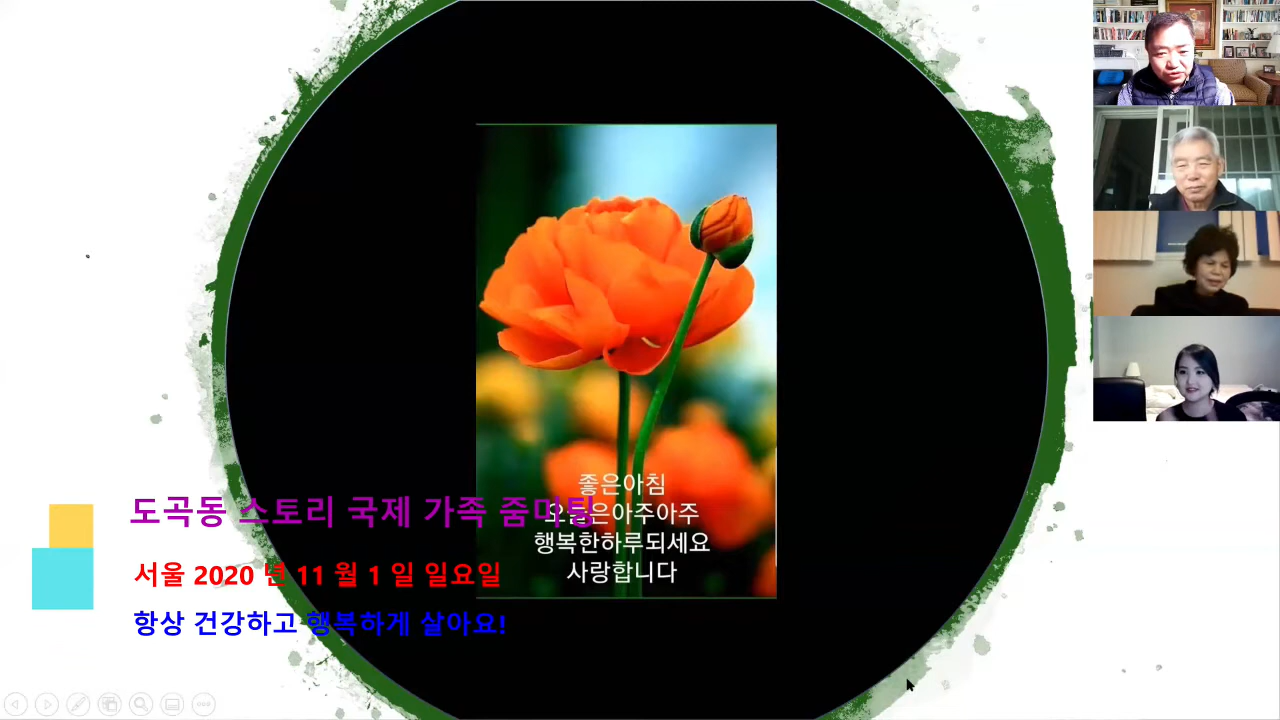 좋은아침
오늘은아주아주
행복한하루되세요
사랑합니다
도곡동 스토리 국제 가족 줌미팅
서울 2020 년 11 월 1 일 일요일
항상 건강하고 행복하게 살아요!